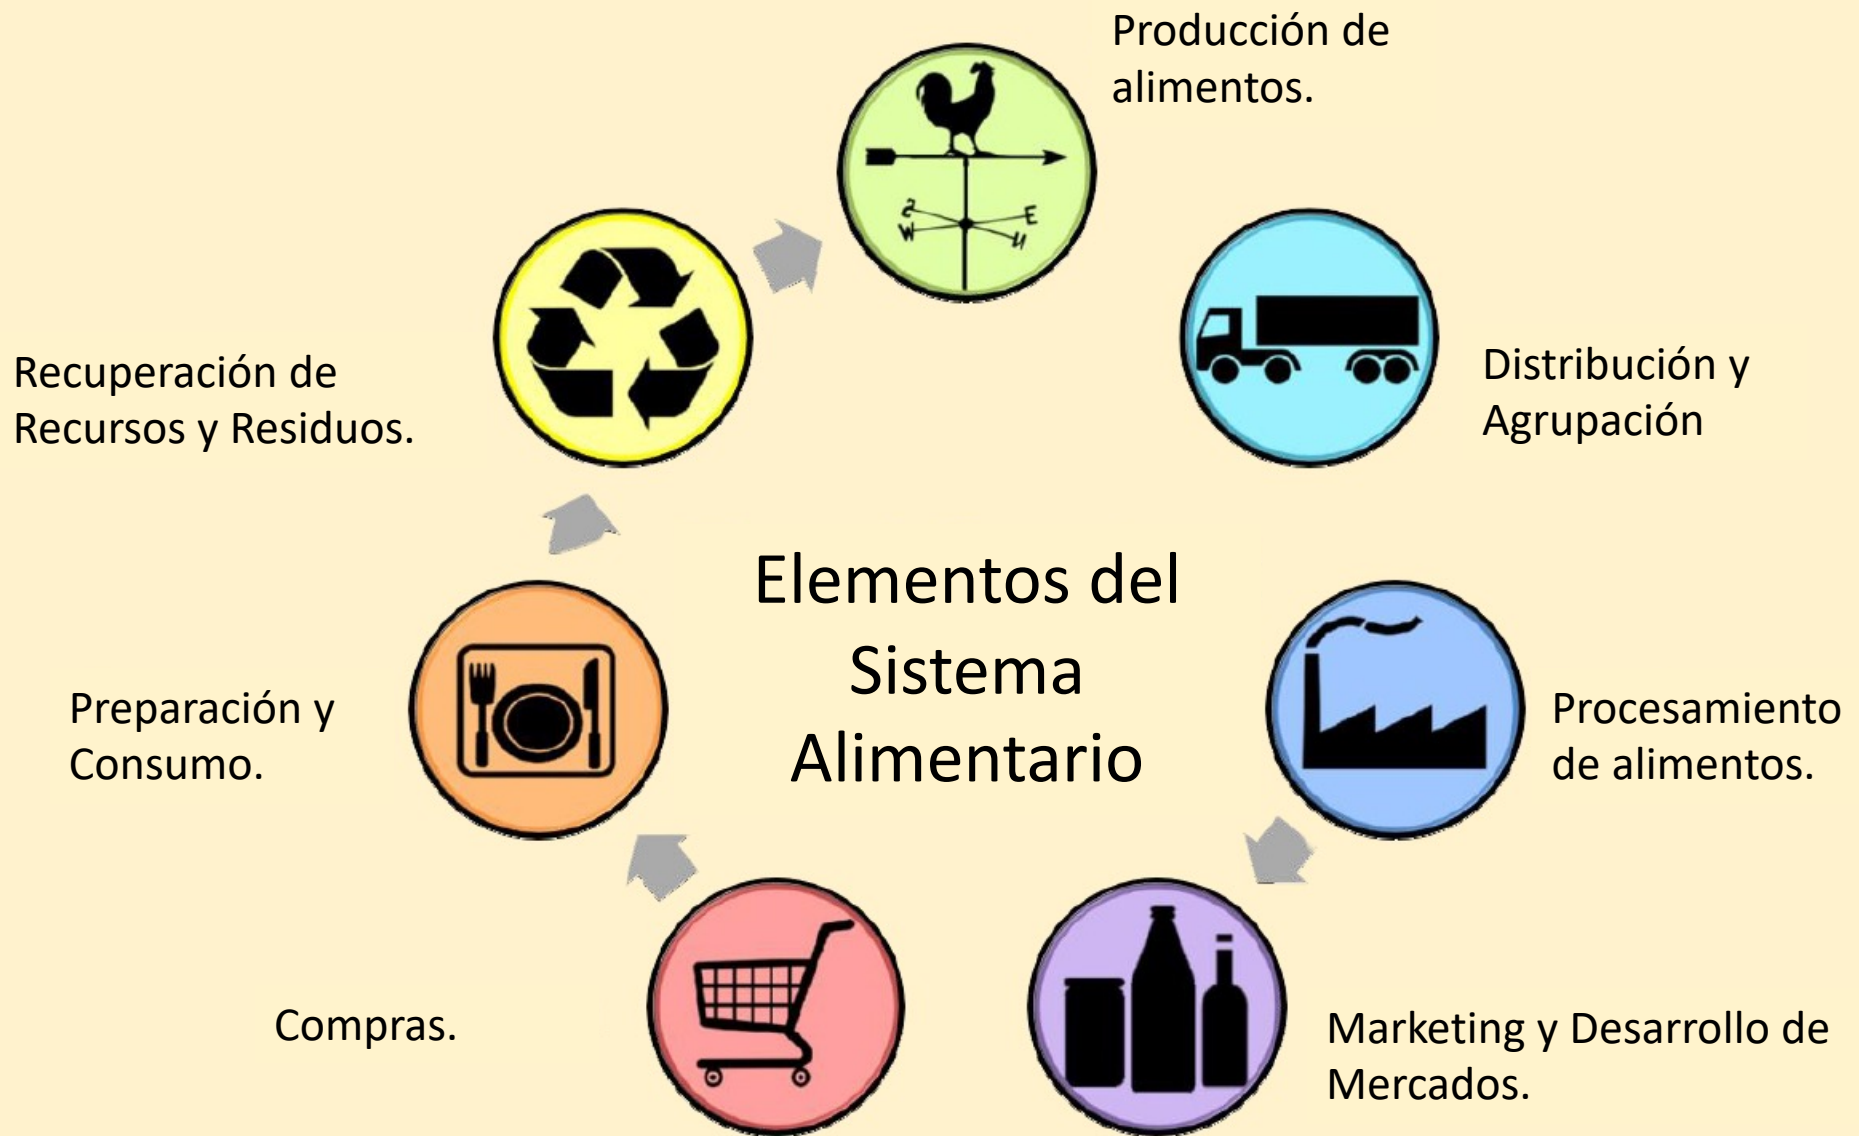 Producción de
alimentos.
S
E
W
N
Distribución y
Agrupación
Recuperación de
Recursos y Residuos.
Elementos del
Sistema
Alimentario
Procesamiento
de alimentos.
Preparación y
Consumo.
Compras.
Marketing y Desarrollo de
Mercados.